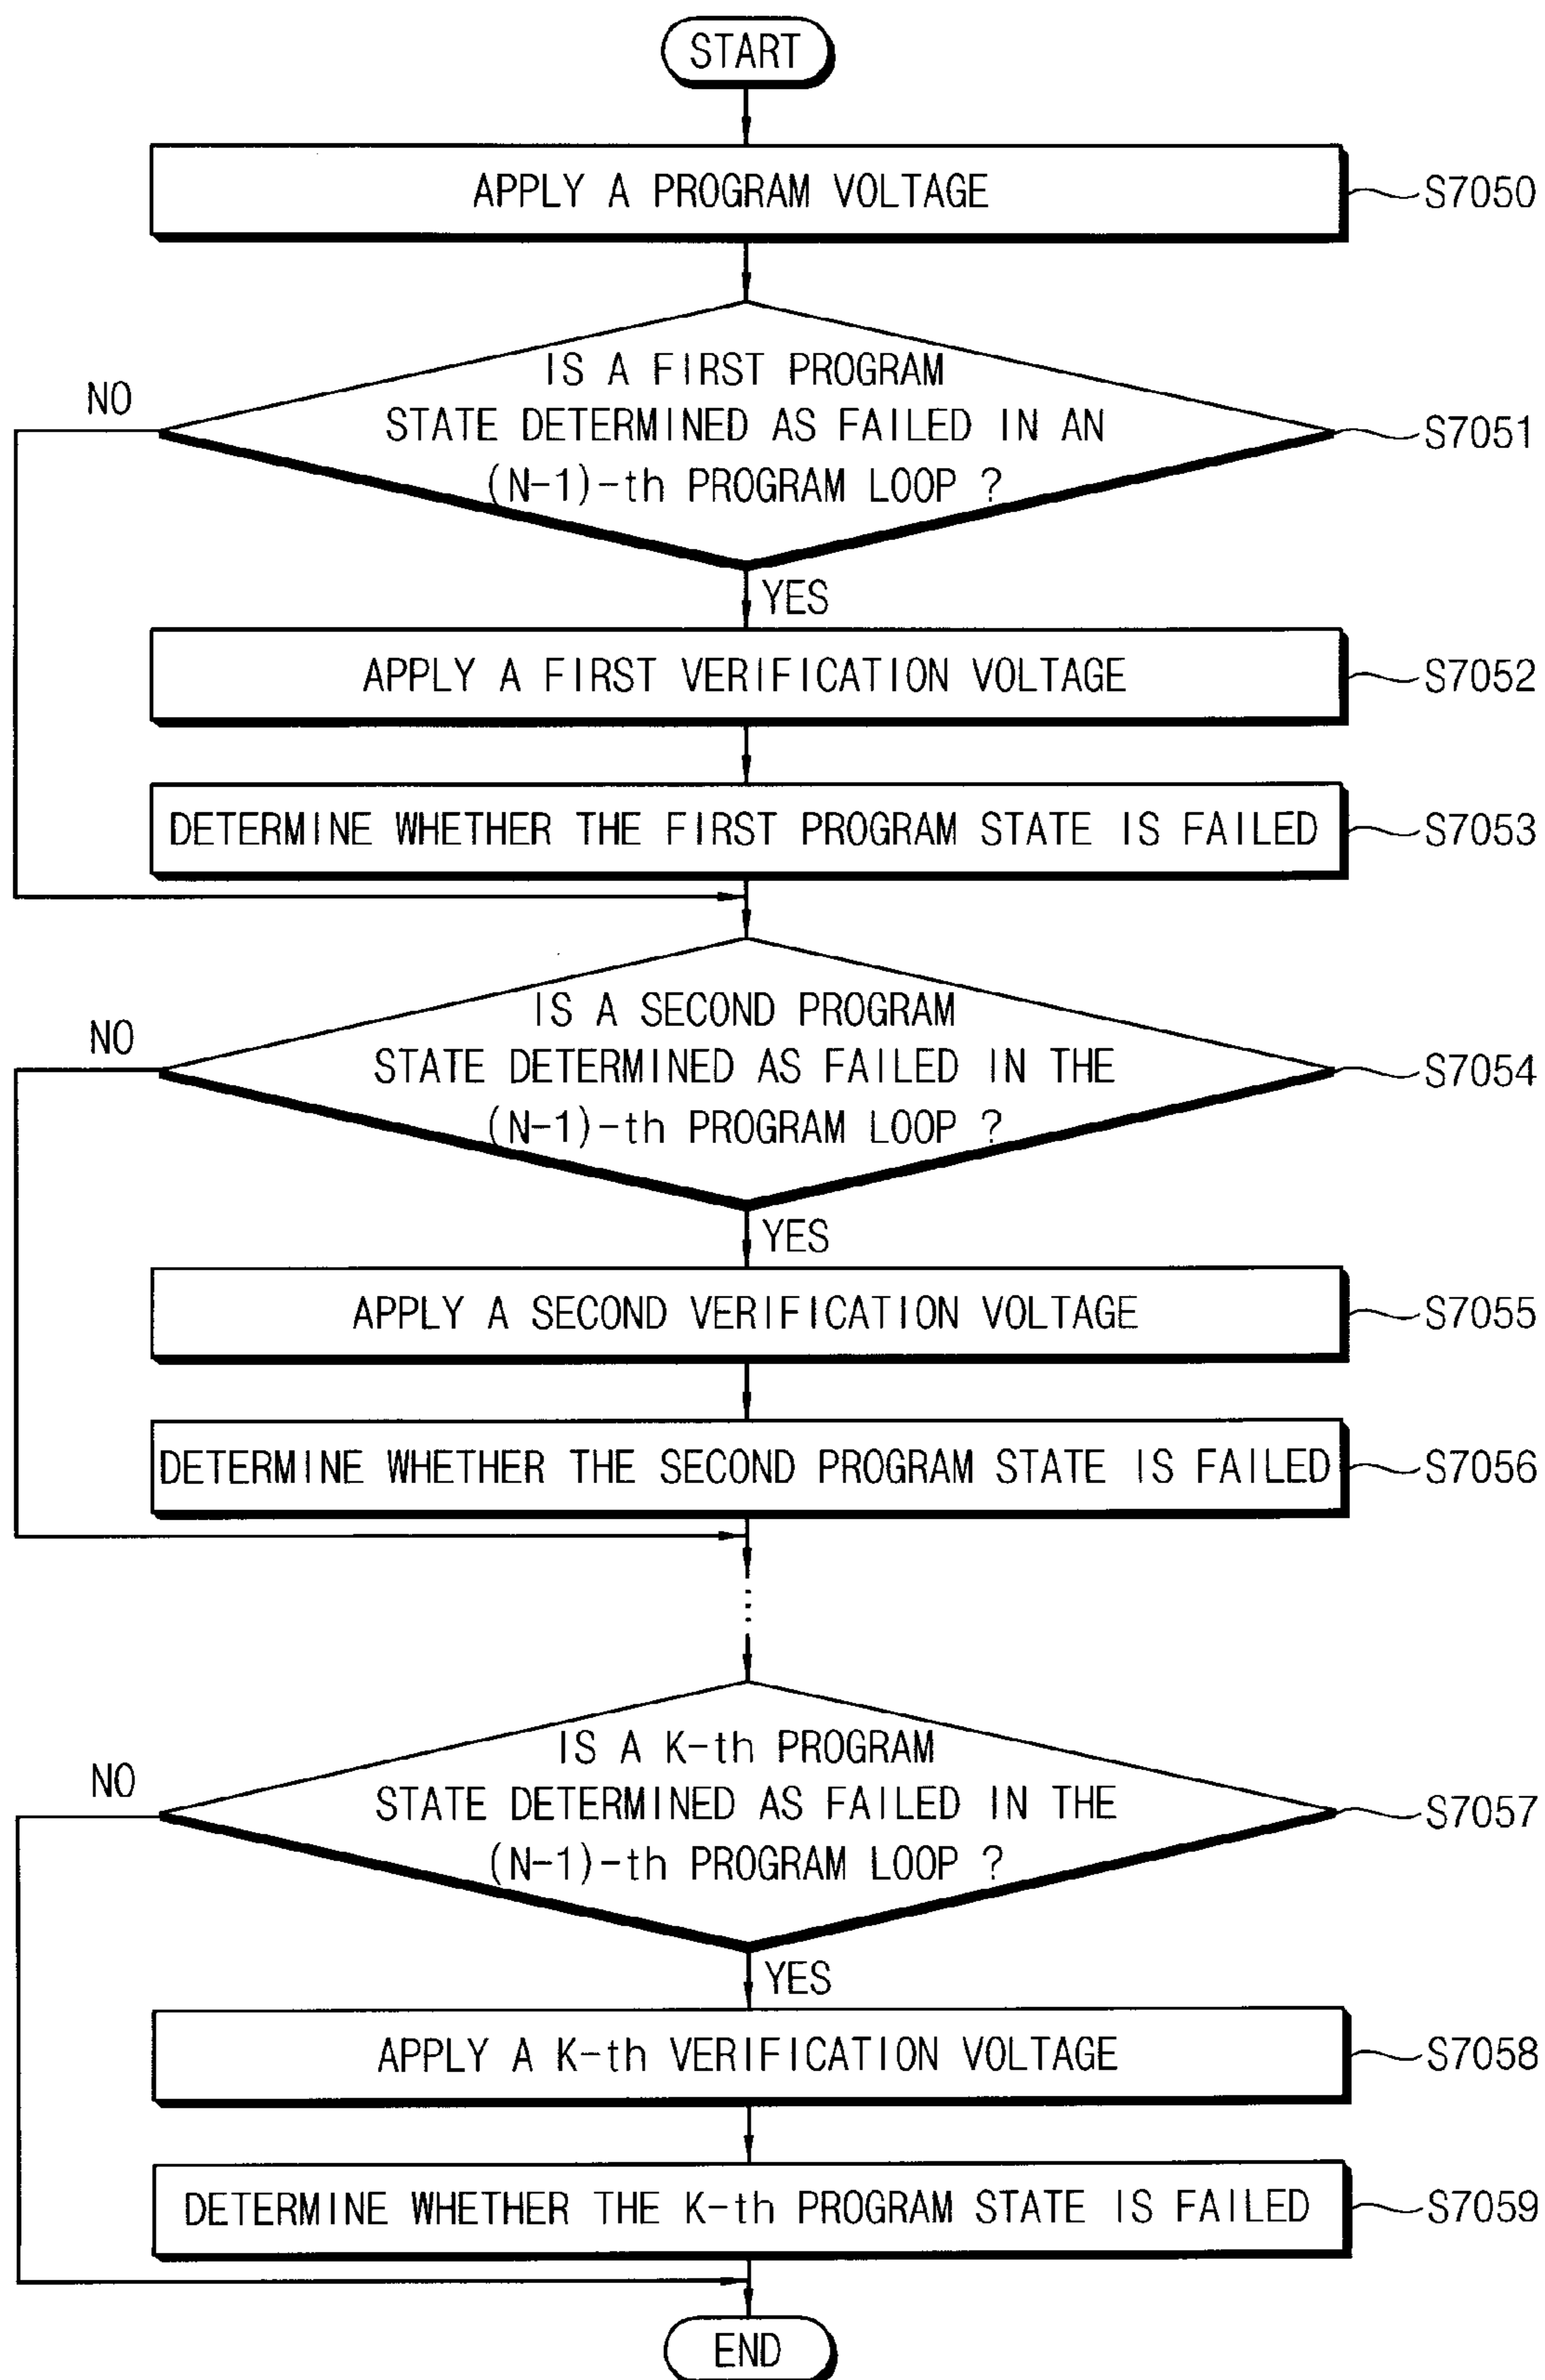 START
APPLY A PROGRAM VOLTAGE
S7050
IS A FIRST PROGRAM
STATE DETERMINED AS FAILED IN AN
(N-1)-th PROGRAM LOOP ?
NO
S7051
YES
APPLY A FIRST VERIFICATION VOLTAGE
S7052
DETERMINE WHETHER THE FIRST PROGRAM STATE IS FAILED
S7053
IS A SECOND PROGRAM
STATE DETERMINED AS FAILED IN THE
(N-1)-th PROGRAM LOOP ?
NO
S7054
YES
APPLY A SECOND VERIFICATION VOLTAGE
S7055
DETERMINE WHETHER THE SECOND PROGRAM STATE IS FAILED
S7056
IS A K-th PROGRAM
STATE DETERMINED AS FAILED IN THE
(N-1)-th PROGRAM LOOP ?
NO
S7057
YES
APPLY A K-th VERIFICATION VOLTAGE
S7058
DETERMINE WHETHER THE K-th PROGRAM STATE IS FAILED
S7059
END